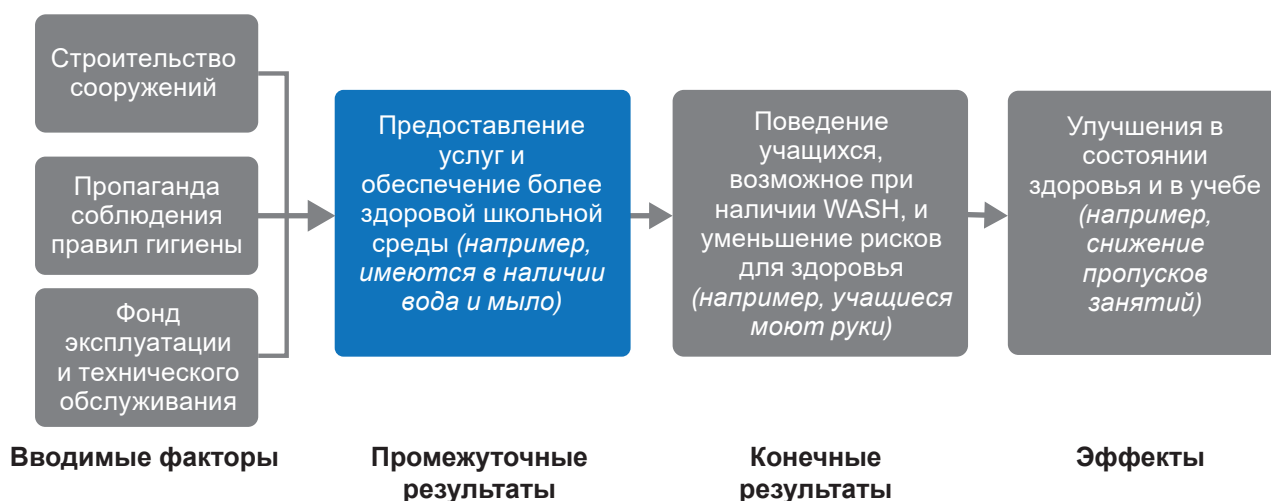 Строительство
сооружений
Пропаганда
соблюдения
правил гигиены
Фонд
эксплуатации
и технического
обслуживания
Предоставление
услуг и
обеспечение более
здоровой школьной
среды (например,
имеются в наличии
вода и мыло)
Поведение
учащихся,
возможное при
наличии WASH, и
уменьшение рисков
для здоровья
(например, учащиеся
моют руки)
Улучшения в
состоянии
здоровья и в учебе
(например,
снижение
пропусков
занятий)
Вводимые факторы
Промежуточные
результаты
Конечные
результаты
Эффекты